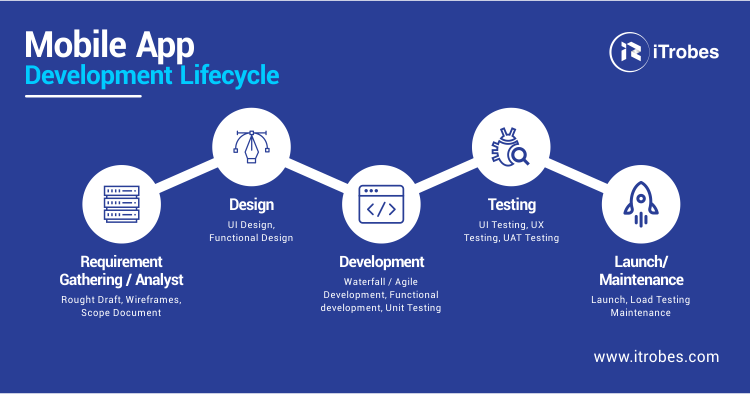 Mobile App
Development Lifecycle
iTrobes
Requirement
Gathering / Analyst
Rought Draft, Wireframes,
Scope Document
Design
UI Design,
Functional Design
</>
Development
Waterfall / Agile
Development, Functional
development, Unit Testing
Testing
UI Testing, UX
Testing, UAT Testing
Launch/
Maintenance
Launch, Load Testing
Maintenance
www.itrobes.com